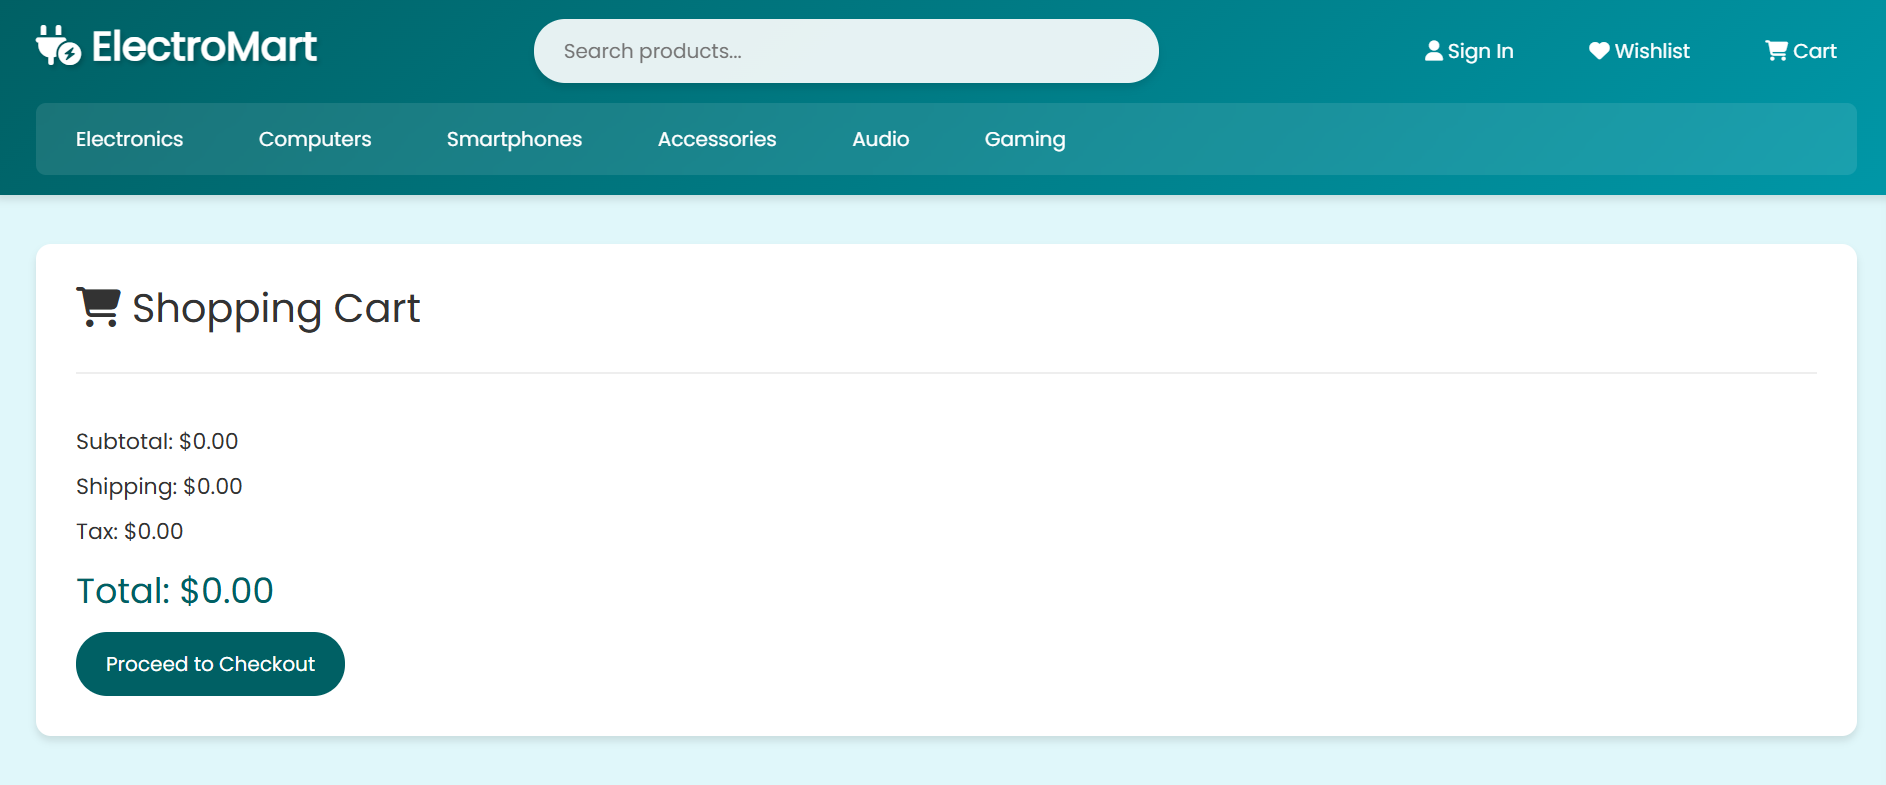 ElectroMart
Search products...
Sign In
Wishlist
Cart
Electronics
Computers
Smartphones
Accessories
Audio
Gaming
Shopping Cart
Subtotal: $0.00
Shipping: $0.00
Tax: $0.00
Total: $0.00
Proceed to Checkout